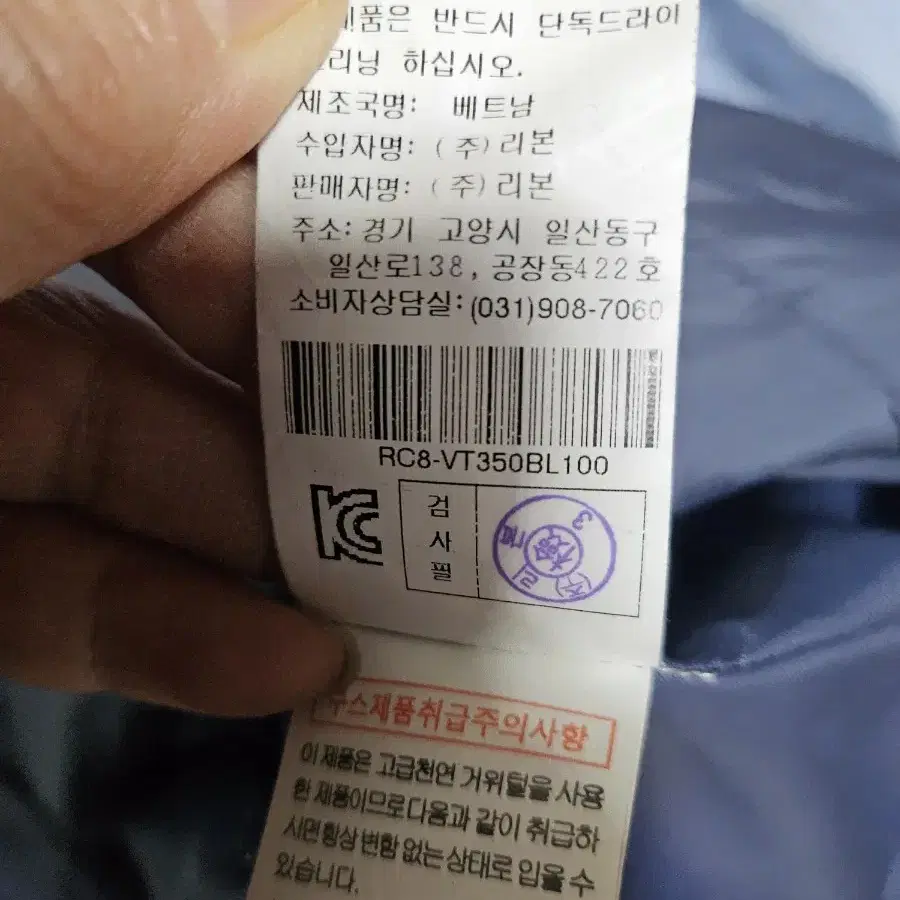 품은 반드시 단독드라이
리닝 하십시오.
제조국명: 베트남
수입자명: (주)리본
판매자명: (주)리본
주소: 경기 고양시 일산동구
일산로138, 공장동422호
소비자상담실: (031)908-7060
RC8-VT350BL100
검
사
필
3
구스제품취급주의사항
이 제품은 고급천연 거위털을 사용
한 제품이므로 다음과 같이 취급하
시면 항상 변함 없는 상태로 입을 수
있습니다.